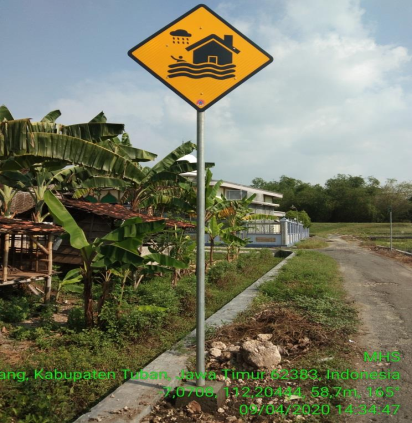 MHS
ang, Kabupaten Tuban, Jawa Timur 62383, Indonesia
112,20444, 58,7m, 165°
09/04/2020 14:34:47